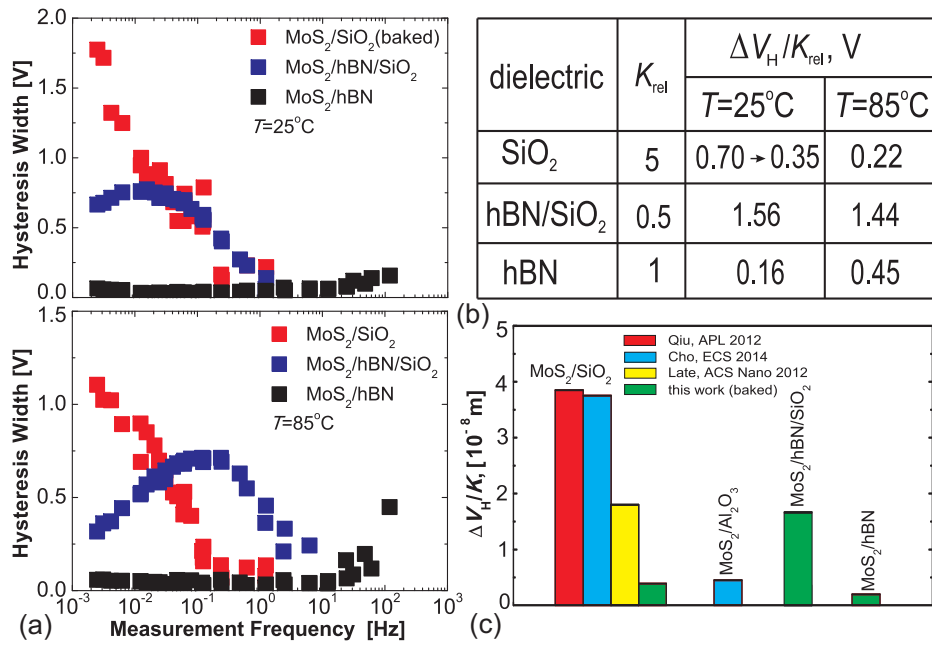 2.0
1.5
1.0
0.5
0.0
Hysteresis Width [V]
MoS₂/SiO₂(baked)
MoS₂/hBN/SiO₂
MoS₂/hBN
T=25°C
1.5
1.0
0.5
0.0
Hysteresis Width [V]
MoS₂/SiO₂
MoS₂/hBN/SiO₂
MoS₂/hBN
T=85°C
10⁻³ 10⁻² 10⁻¹ 10⁰ 10¹ 10² 10³
Measurement Frequency [Hz]
(a)
dielectric K_rel ΔV_H/K_rel, V
T=25°C T=85°C
SiO₂ 5 0.70→0.35 0.22
hBN/SiO₂ 0.5 1.56 1.44
hBN 1 0.16 0.45
(b)
5
4
3
2
1
0
ΔV_H/K, [10⁻⁸m]
Qiu, APL 2012
Cho, ECS 2014
Late, ACS Nano 2012
this work (baked)
MoS₂/SiO₂
MoS₂/Al₂O₃
MoS₂/hBN/SiO₂
MoS₂/hBN
(c)